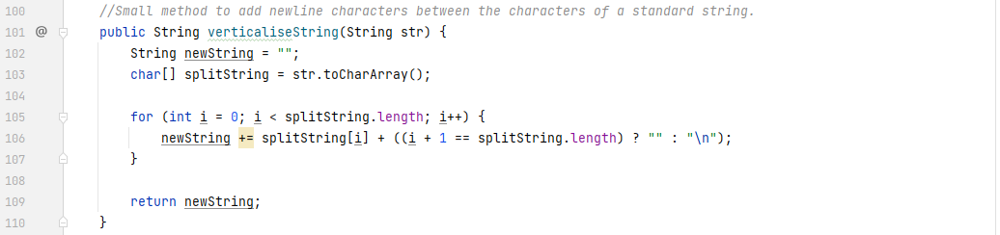 100 //Small method to add newline characters between the characters of a standard string.
101 @ public String verticaliseString(String str) {
102 String newString = "";
103 char[] splitString = str.toCharArray();
104
105 for (int i = 0; i < splitString.length; i++) {
106 newString += splitString[i] + ((i + 1 == splitString.length) ? "" : "\n");
107 }
108
109 return newString;
110 }